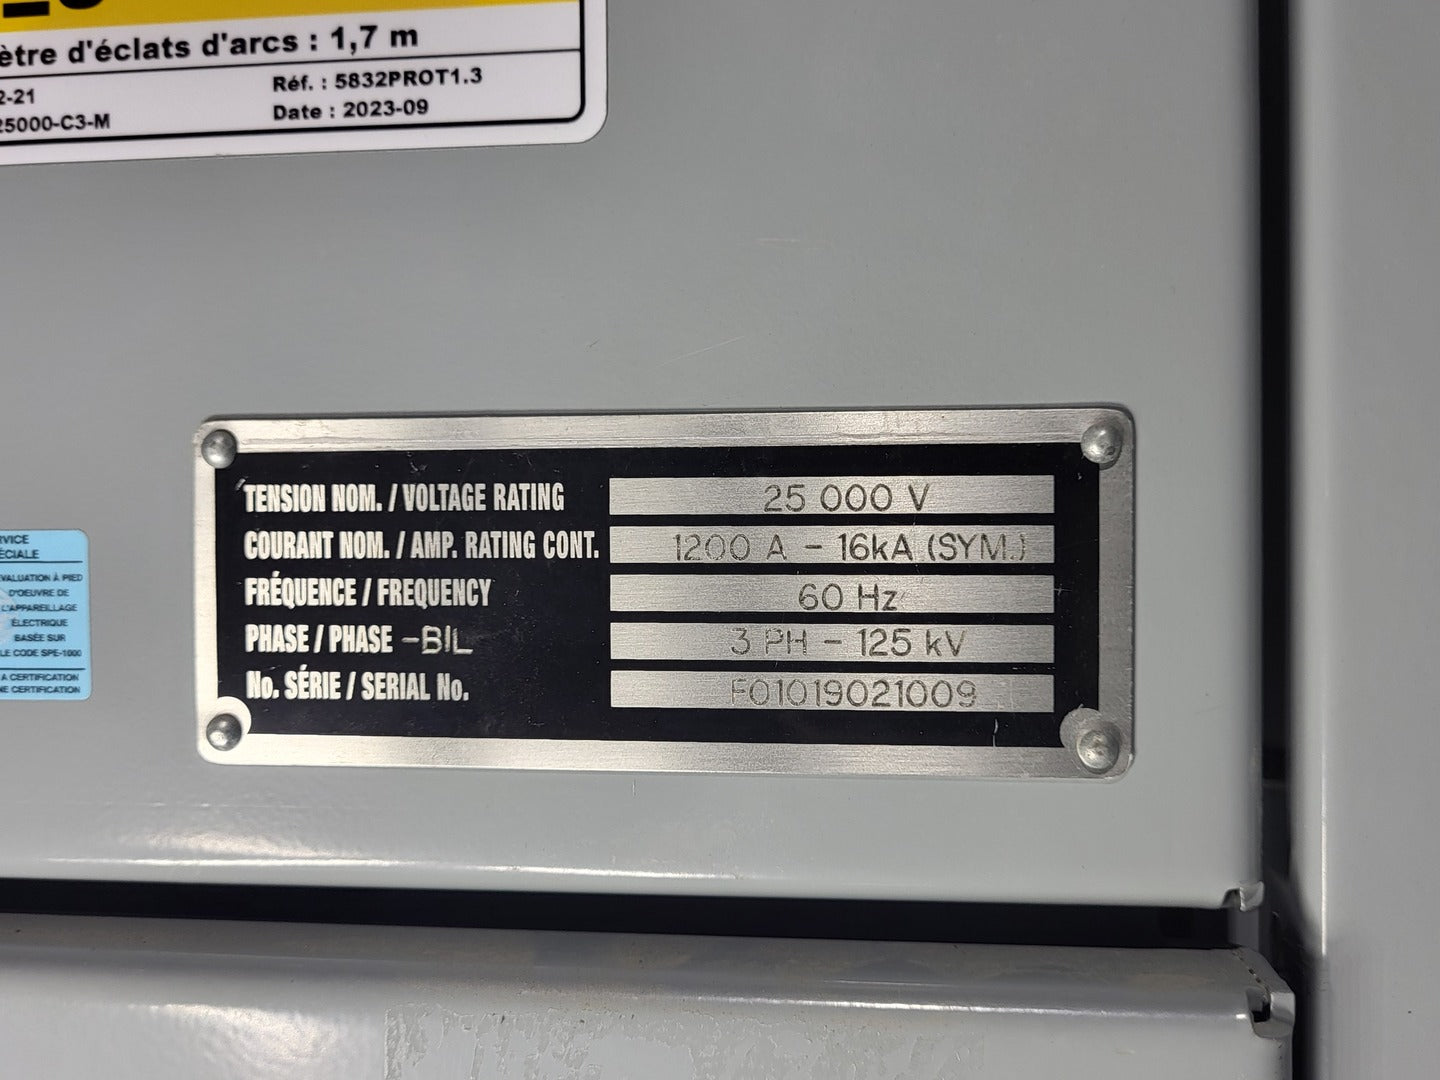 ètre d'éclats d'arcs : 1,7 m
2-21
Réf. : 5832PROT1.3
25000-C3-M
Date : 2023-09
TENSION NOM. / VOLTAGE RATING 25 000 V
COURANT NOM. / AMP. RATING CONT. 1200 A - 16kA (SYM.)
FRÉQUENCE / FREQUENCY 60 Hz
PHASE / PHASE -BIL 3 PH - 125 kV
No. SÉRIE / SERIAL No. F01019021009
RVICE
ÉCIALE
VALUATION À PIED
D'OEUVRE DE
L'APPAREILLAGE
ÉLECTRIQUE
BASÉE SUR
LE CODE SPE-1000
A CERTIFICATION
NE CERTIFICATION